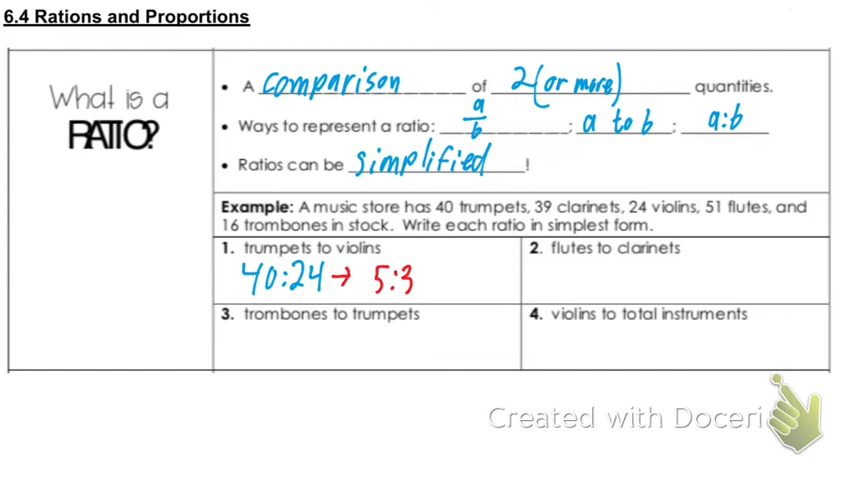 6.4 Rations and Proportions
What is a
RATIO?
• A comparison of 2 (or more) quantities.
• Ways to represent a ratio: a/b ; a to b ; a:b
• Ratios can be simplified !
Example: A music store has 40 trumpets, 39 clarinets, 24 violins, 51 flutes, and
16 trombones in stock. Write each ratio in simplest form.
1. trumpets to violins
40:24 → 5:3
2. flutes to clarinets
3. trombones to trumpets
4. violins to total instruments
Created with Doceri